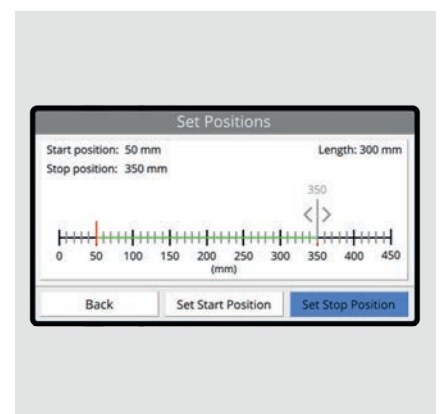 Set Positions
Start position: 50 mm
Length: 300 mm
Stop position: 350 mm
350
0 50 100 150 200 250 300 350 400 450
(mm)
Back
Set Start Position
Set Stop Position